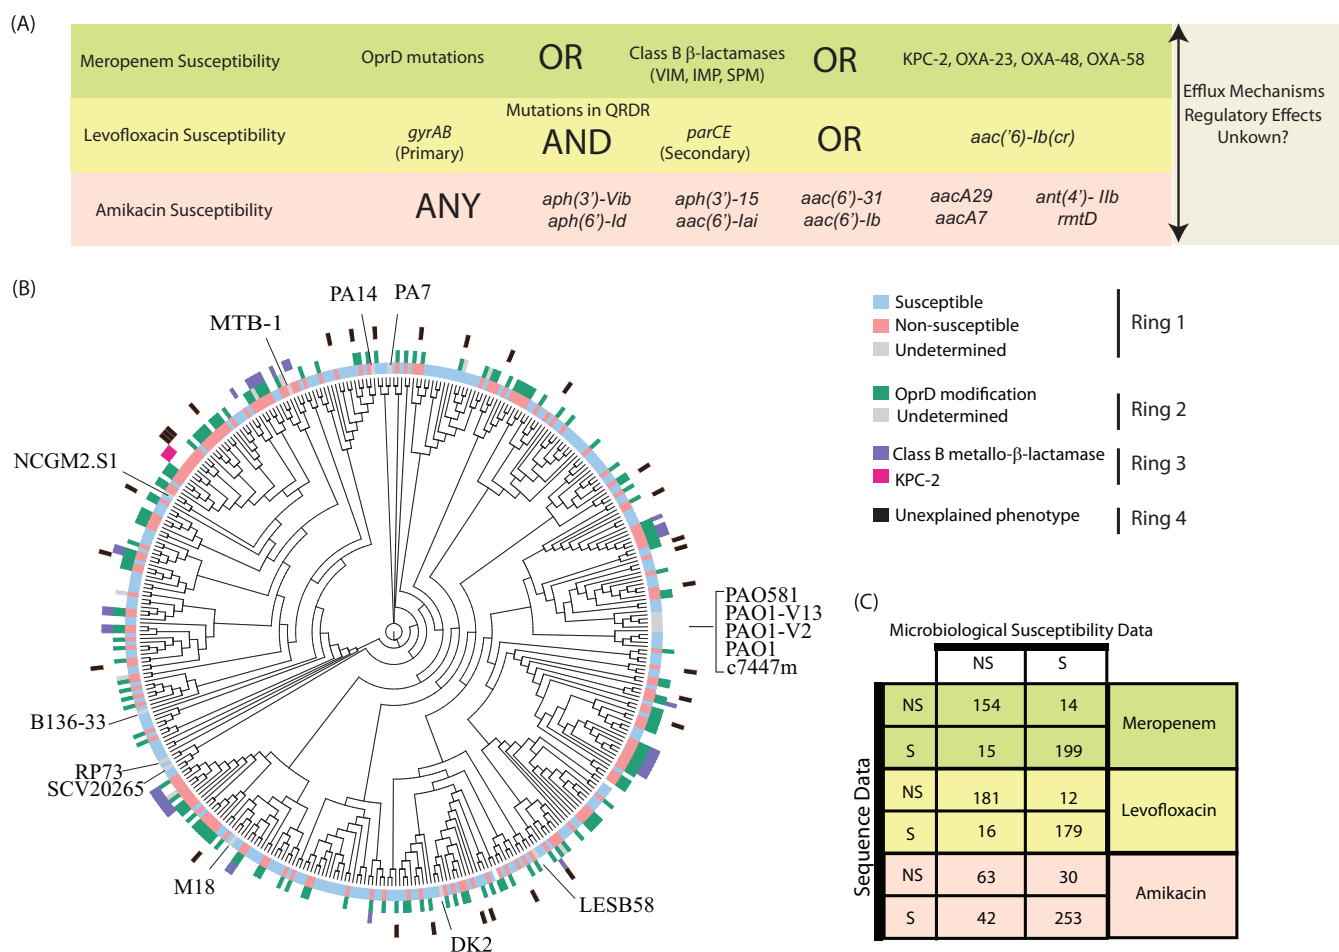 (A)
Meropenem Susceptibility OprD mutations OR Class B β-lactamases (VIM, IMP, SPM) OR KPC-2, OXA-23, OXA-48, OXA-58
Levofloxacin Susceptibility Mutations in QRDR
gyrAB (Primary) AND parCE (Secondary) OR aac('6)-Ib(cr)
Amikacin Susceptibility ANY
aph(3')-Vib aph(3')-15 aac(6')-31 aacA29 ant(4')- IIb
aph(6')-Id aac(6')-Iai aac(6')-Ib aacA7 rmtD
Efflux Mechanisms
Regulatory Effects
Unkown?
(B)
PA14
PA7
MTB-1
NCGM2.S1
B136-33
RP73
SCV20265
M18
DK2
LESB58
PAO581
PAO1-V13
PAO1-V2
PAO1
c7447m
Susceptible
Non-susceptible
Undetermined
Ring 1
OprD modification
Undetermined
Ring 2
Class B metallo-β-lactamase
KPC-2
Ring 3
Unexplained phenotype
Ring 4
(C)
Microbiological Susceptibility Data
NS S
Sequence Data
NS 154 14
S 15 199
Meropenem
NS 181 12
S 16 179
Levofloxacin
NS 63 30
S 42 253
Amikacin